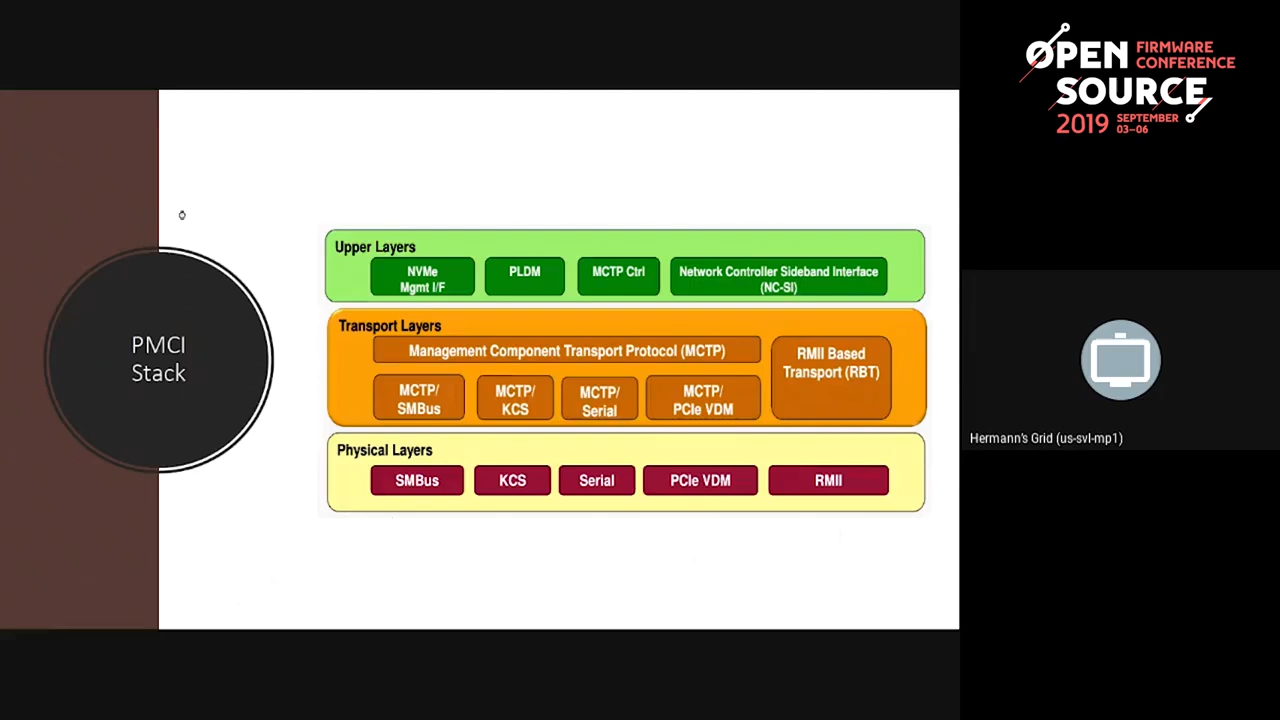 PMCI
Stack
Upper Layers
NVMe
Mgmt I/F
PLDM
MCTP Ctrl
Network Controller Sideband Interface
(NC-SI)
Transport Layers
Management Component Transport Protocol (MCTP)
RMII Based
Transport (RBT)
MCTP/
SMBus
MCTP/
KCS
MCTP/
Serial
MCTP/
PCIe VDM
Physical Layers
SMBus
KCS
Serial
PCIe VDM
RMII
OPEN FIRMWARE
CONFERENCE
SOURCE
2019 SEPTEMBER
03–06
Hermann's Grid (us-svl-mp1)